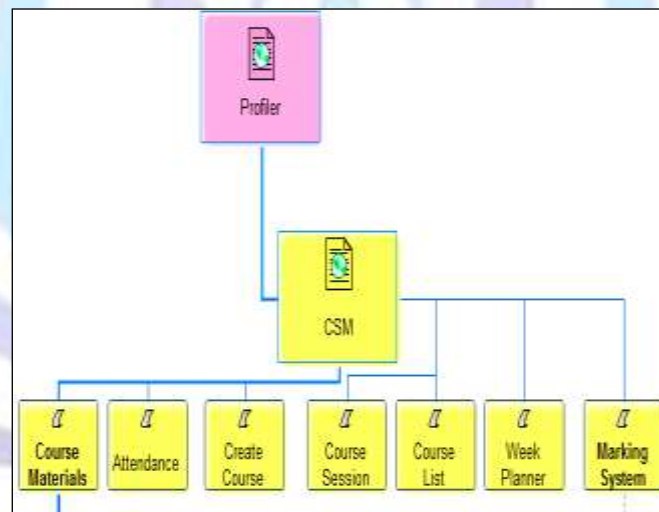 Profiler
CSM
Course
Materials
Attendance
Create
Course
Course
Session
Course
List
Week
Planner
Marking
System